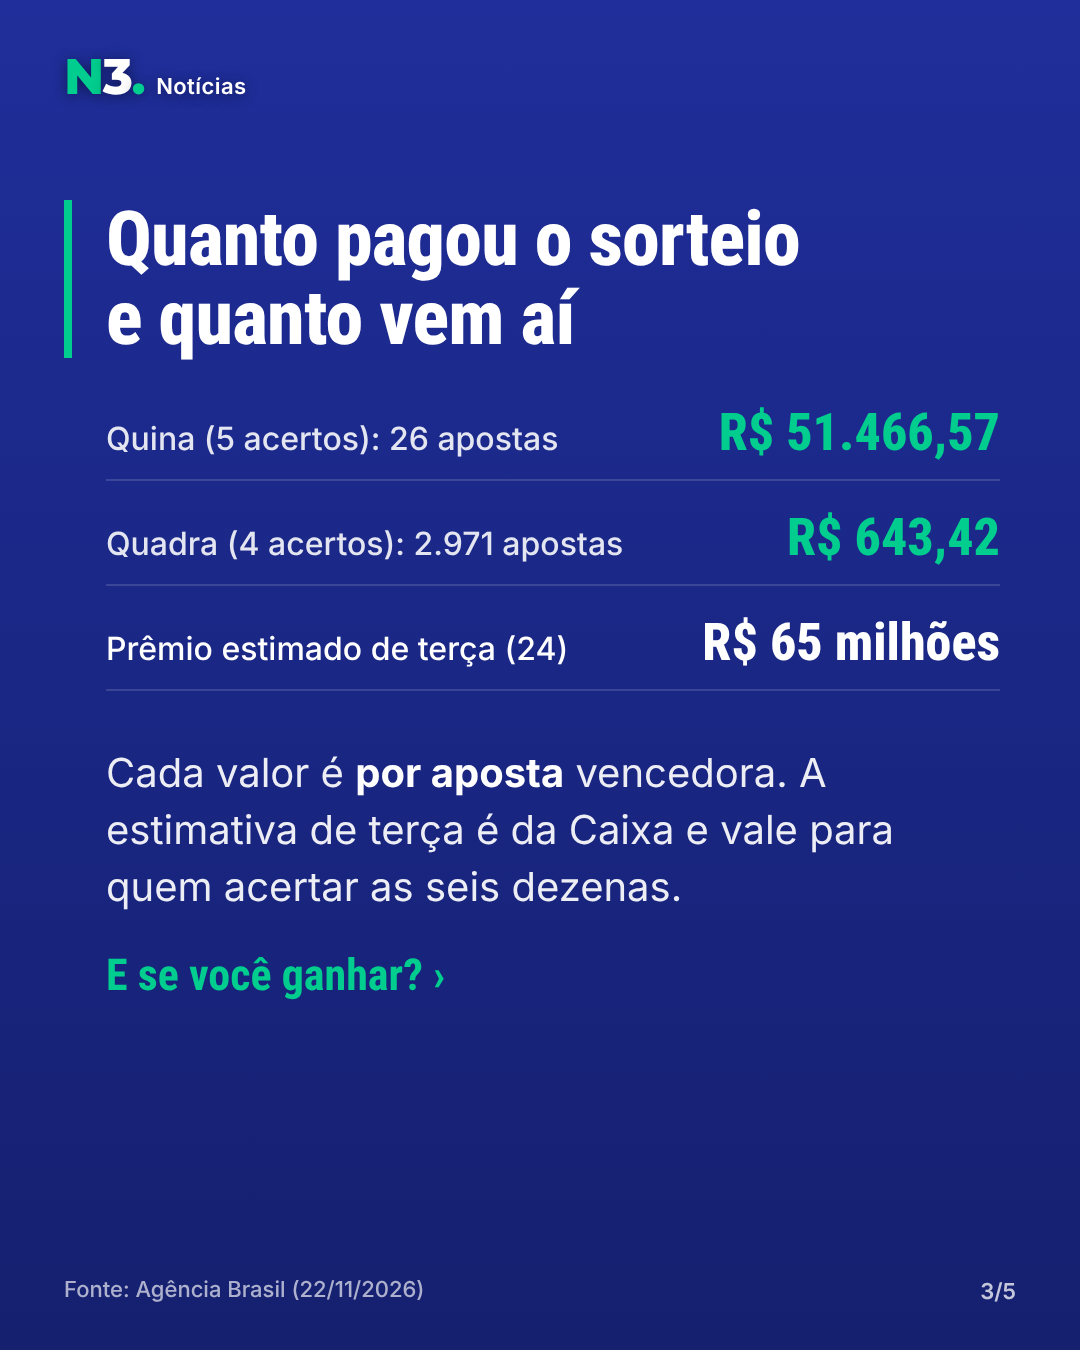 N3. Notícias
Quanto pagou o sorteio
e quanto vem aí
Quina (5 acertos): 26 apostas R$ 51.466,57
Quadra (4 acertos): 2.971 apostas R$ 643,42
Prêmio estimado de terça (24) R$ 65 milhões
Cada valor é por aposta vencedora. A
estimativa de terça é da Caixa e vale para
quem acertar as seis dezenas.
E se você ganhar? ›
Fonte: Agência Brasil (22/11/2026) 3/5